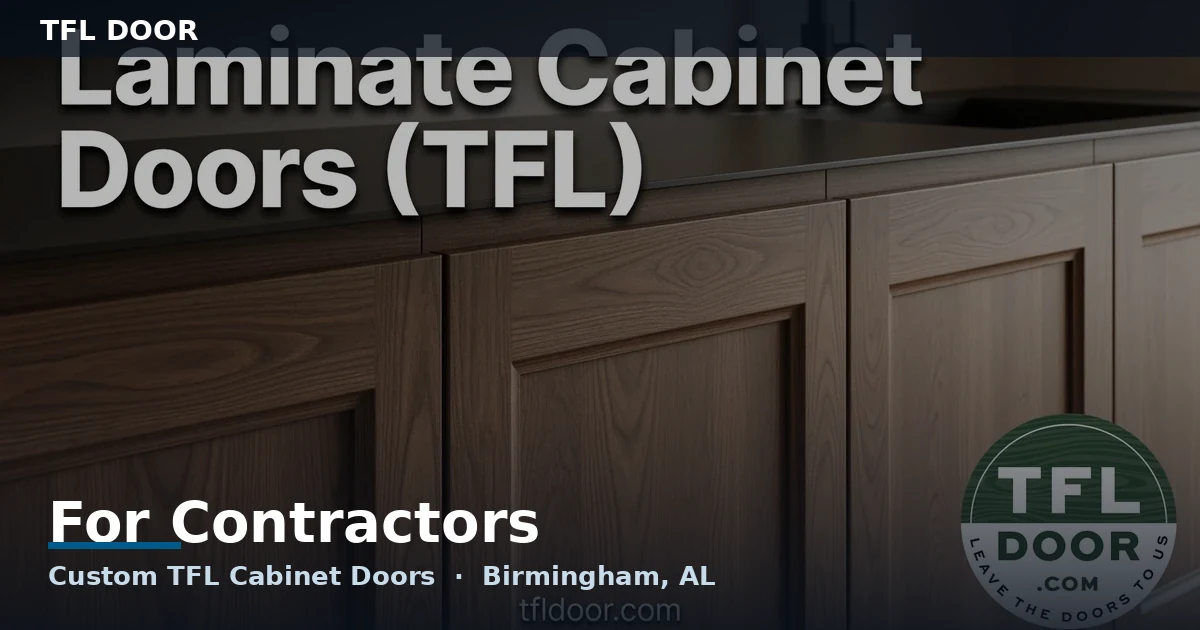 TFL DOOR
Laminate Cabinet
Doors (TFL)
For Contractors
Custom TFL Cabinet Doors · Birmingham, AL
tfldoor.com
TFL
DOOR
.COM
LEAVE THE DOORS TO US